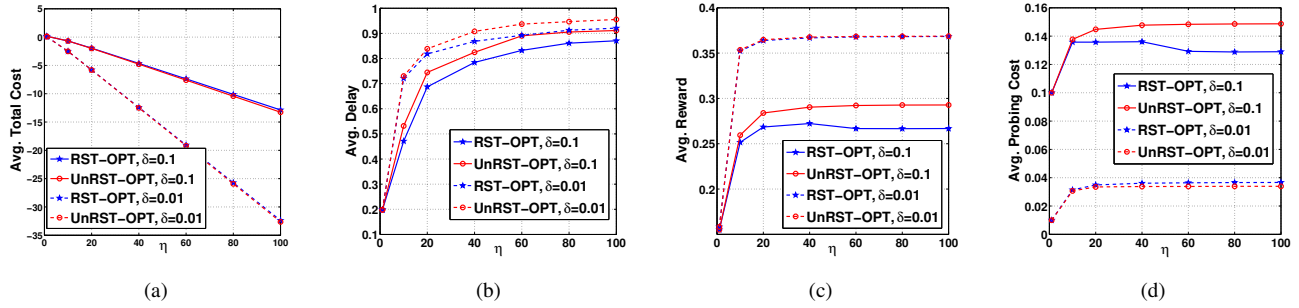 Avg. Total Cost
5
0
−5
−10
−15
−20
−25
−30
−35
0 20 40 60 80 100
η
RST−OPT, δ=0.1
UnRST−OPT, δ=0.1
RST−OPT, δ=0.01
UnRST−OPT, δ=0.01
(a)
Avg. Delay
1
0.9
0.8
0.7
0.6
0.5
0.4
0.3
0.2
0.1
0 20 40 60 80 100
η
RST−OPT, δ=0.1
UnRST−OPT, δ=0.1
RST−OPT, δ=0.01
UnRST−OPT, δ=0.01
(b)
Avg. Reward
0.4
0.35
0.3
0.25
0.2
0 20 40 60 80 100
η
RST−OPT, δ=0.1
UnRST−OPT, δ=0.1
RST−OPT, δ=0.01
UnRST−OPT, δ=0.01
(c)
Avg. Probing Cost
0.16
0.14
0.12
0.1
0.08
0.06
0.04
0.02
0
0 20 40 60 80 100
η
RST−OPT, δ=0.1
UnRST−OPT, δ=0.1
RST−OPT, δ=0.01
UnRST−OPT, δ=0.01
(d)